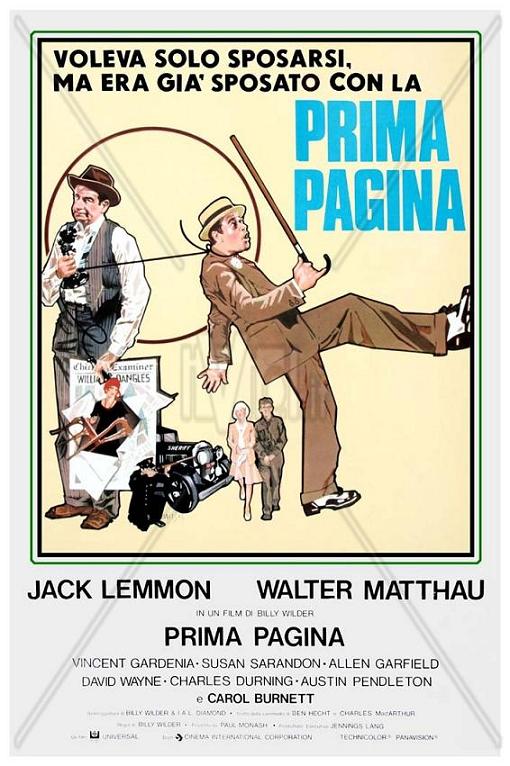 VOLEVA SOLO SPOSARSI,
MA ERA GIA' SPOSATO CON LA
PRIMA
PAGINA
Examiner
DANGLES
SHERIFF
JACK LEMMON WALTER MATTHAU
IN UN FILM DI BILLY WILDER
PRIMA PAGINA
VINCENT GARDENIA · SUSAN SARANDON · ALLEN GARFIELD
DAVID WAYNE · CHARLES DURNING · AUSTIN PENDLETON
e CAROL BURNETT
BILLY WILDER & I.A.L. DIAMOND · BEN HECHT e CHARLES MacARTHUR
BILLY WILDER · PAUL MONASH · JENNINGS LANG
UNIVERSAL CINEMA INTERNATIONAL CORPORATION TECHNICOLOR® PANAVISION®